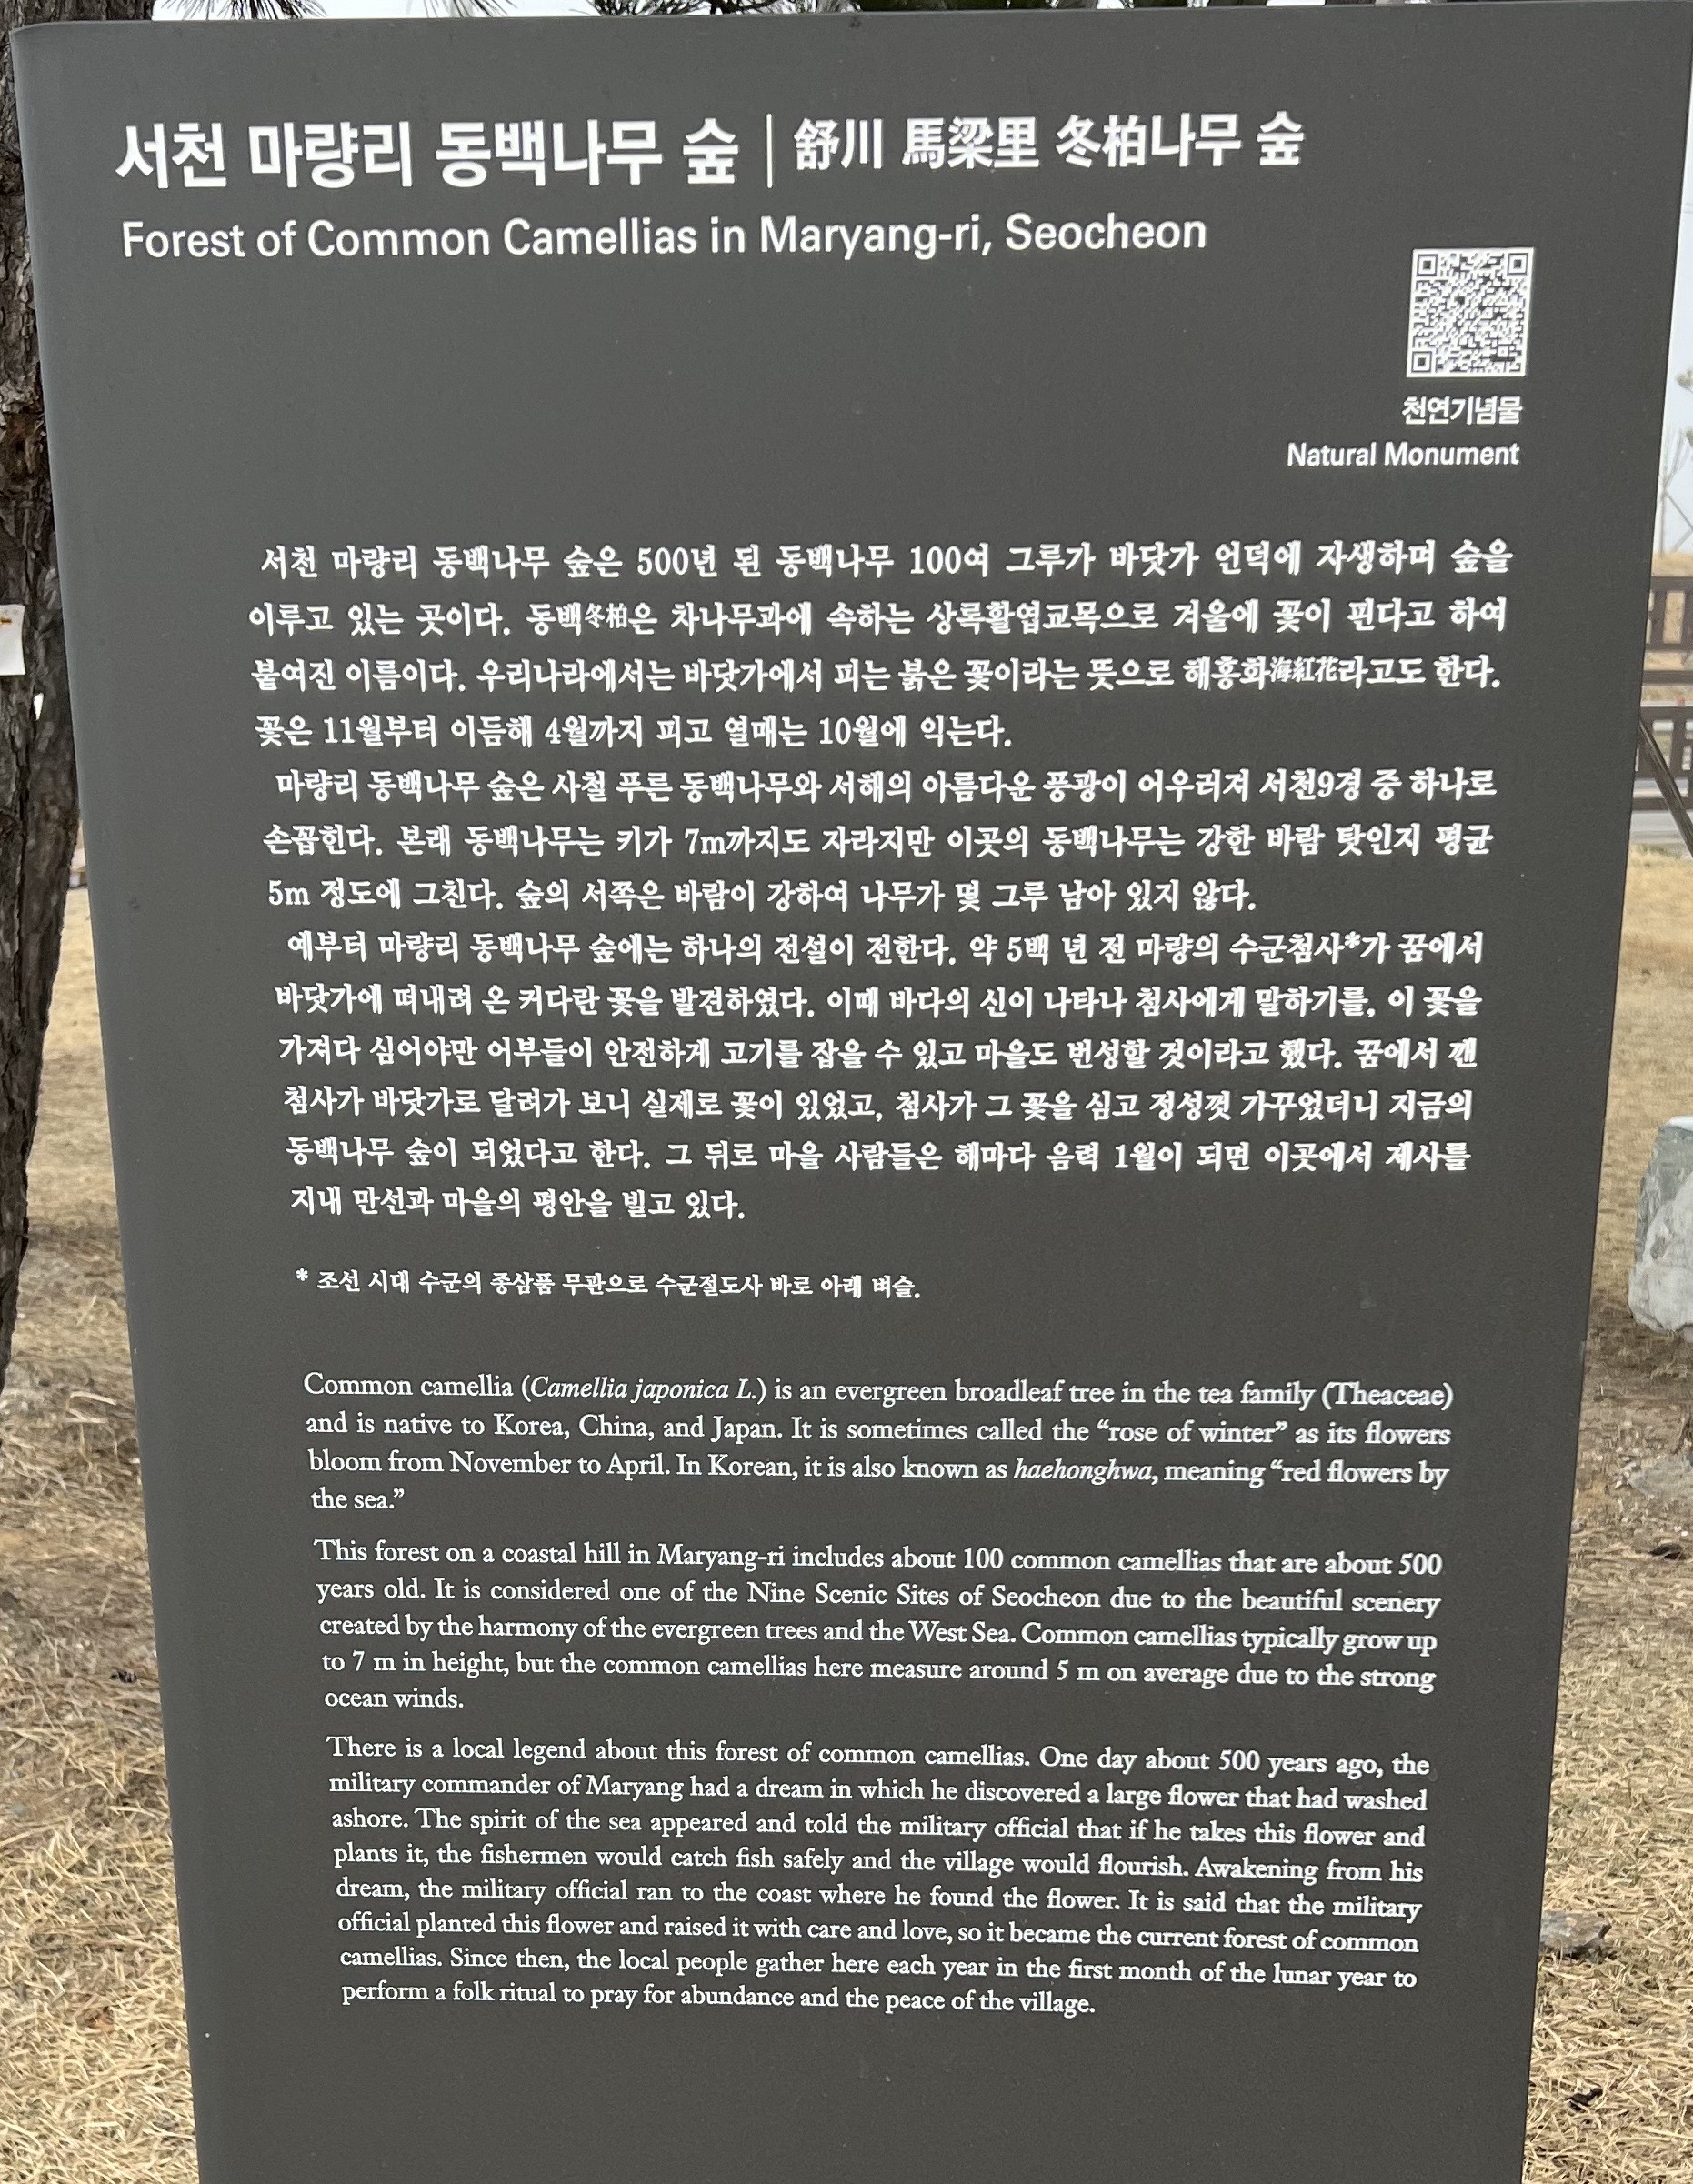 서천 마량리 동백나무 숲 | 舒川 馬梁里 冬柏나무 숲
Forest of Common Camellias in Maryang-ri, Seocheon
천연기념물
Natural Monument
서천 마량리 동백나무 숲은 500년 된 동백나무 100여 그루가 바닷가 언덕에 자생하며 숲을
이루고 있는 곳이다. 동백冬柏은 차나무과에 속하는 상록활엽교목으로 겨울에 꽃이 핀다고 하여
붙여진 이름이다. 우리나라에서는 바닷가에서 피는 붉은 꽃이라는 뜻으로 해홍화海紅花라고도 한다.
꽃은 11월부터 이듬해 4월까지 피고 열매는 10월에 익는다.
마량리 동백나무 숲은 사철 푸른 동백나무와 서해의 아름다운 풍광이 어우러져 서천9경 중 하나로
손꼽힌다. 본래 동백나무는 키가 7m까지도 자라지만 이곳의 동백나무는 강한 바람 탓인지 평균
5m 정도에 그친다. 숲의 서쪽은 바람이 강하여 나무가 몇 그루 남아 있지 않다.
예부터 마량리 동백나무 숲에는 하나의 전설이 전한다. 약 5백 년 전 마량의 수군첨사*가 꿈에서
바닷가에 떠내려 온 커다란 꽃을 발견하였다. 이때 바다의 신이 나타나 첨사에게 말하기를, 이 꽃을
가져다 심어야만 어부들이 안전하게 고기를 잡을 수 있고 마을도 번성할 것이라고 했다. 꿈에서 깬
첨사가 바닷가로 달려가 보니 실제로 꽃이 있었고, 첨사가 그 꽃을 심고 정성껏 가꾸었더니 지금의
동백나무 숲이 되었다고 한다. 그 뒤로 마을 사람들은 해마다 음력 1월이 되면 이곳에서 제사를
지내 만선과 마을의 평안을 빌고 있다.
* 조선 시대 수군의 종삼품 무관으로 수군절도사 바로 아래 벼슬.
Common camellia (Camellia japonica L.) is an evergreen broadleaf tree in the tea family (Theaceae)
and is native to Korea, China, and Japan. It is sometimes called the “rose of winter” as its flowers
bloom from November to April. In Korean, it is also known as haehonghwa, meaning “red flowers by
the sea.”
This forest on a coastal hill in Maryang-ri includes about 100 common camellias that are about 500
years old. It is considered one of the Nine Scenic Sites of Seocheon due to the beautiful scenery
created by the harmony of the evergreen trees and the West Sea. Common camellias typically grow up
to 7 m in height, but the common camellias here measure around 5 m on average due to the strong
ocean winds.
There is a local legend about this forest of common camellias. One day about 500 years ago, the
military commander of Maryang had a dream in which he discovered a large flower that had washed
ashore. The spirit of the sea appeared and told the military official that if he takes this flower and
plants it, the fishermen would catch fish safely and the village would flourish. Awakening from his
dream, the military official ran to the coast where he found the flower. It is said that the military
official planted this flower and raised it with care and love, so it became the current forest of common
camellias. Since then, the local people gather here each year in the first month of the lunar year to
perform a folk ritual to pray for abundance and the peace of the village.